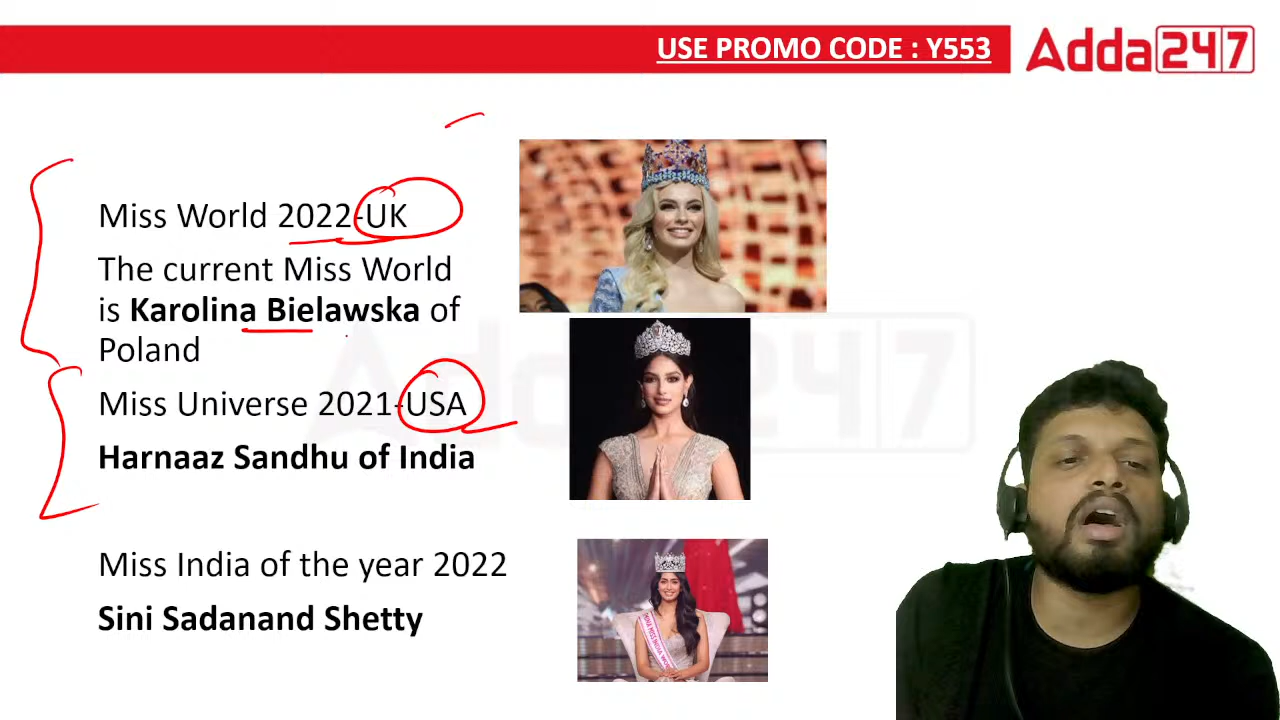 USE PROMO CODE : Y553
Adda247
Miss World 2022-UK
The current Miss World
is Karolina Bielawska of
Poland
Miss Universe 2021-USA
Harnaaz Sandhu of India
Miss India of the year 2022
Sini Sadanand Shetty